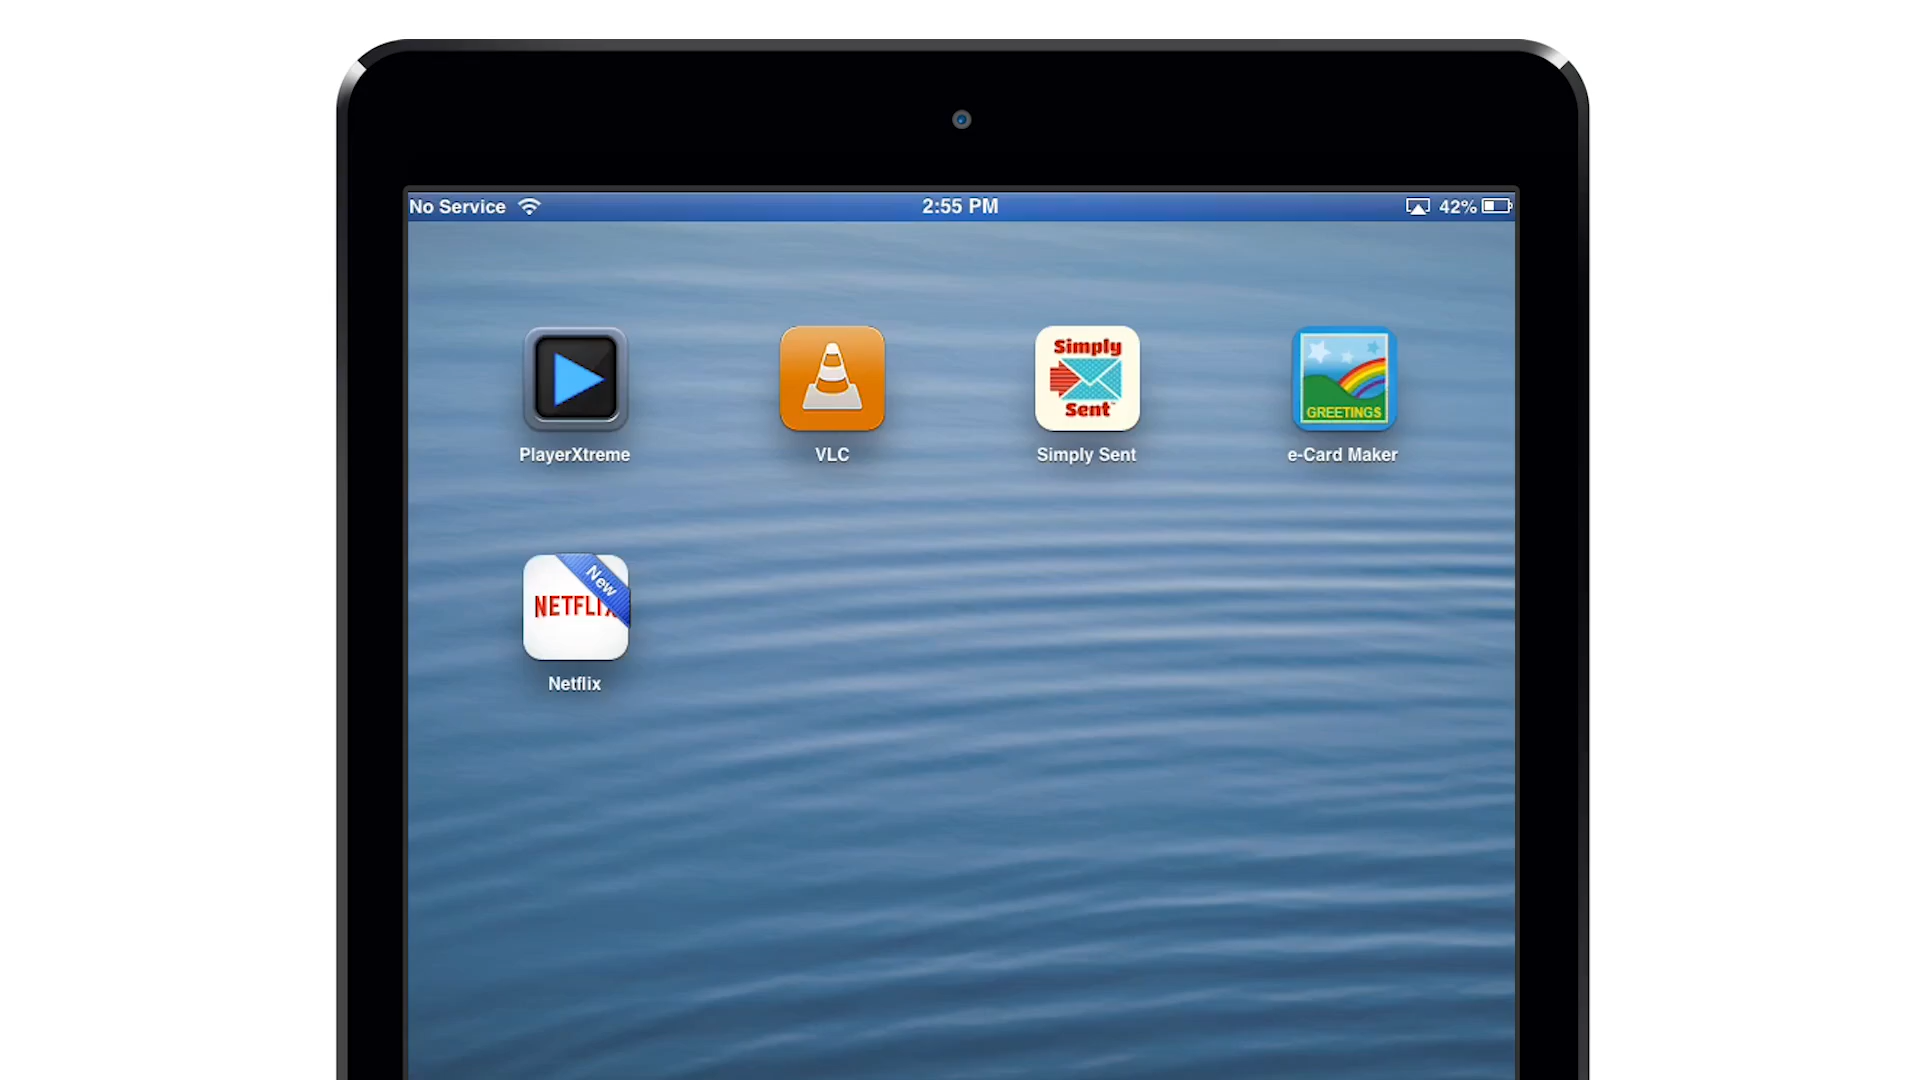 No Service
2:55 PM
42%
Simply
Sent
GREETINGS
PlayerXtreme
VLC
Simply Sent
e-Card Maker
New
NETFLIX
Netflix